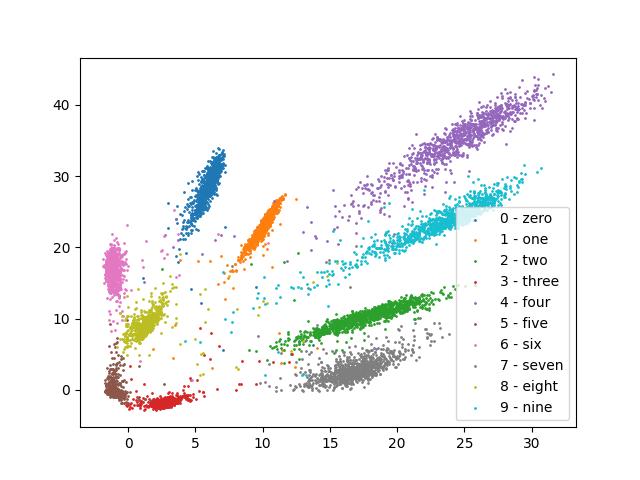 40
30
20
10
0
0 - zero
1 - one
2 - two
3 - three
4 - four
5 - five
6 - six
7 - seven
8 - eight
9 - nine
0 5 10 15 20 25 30